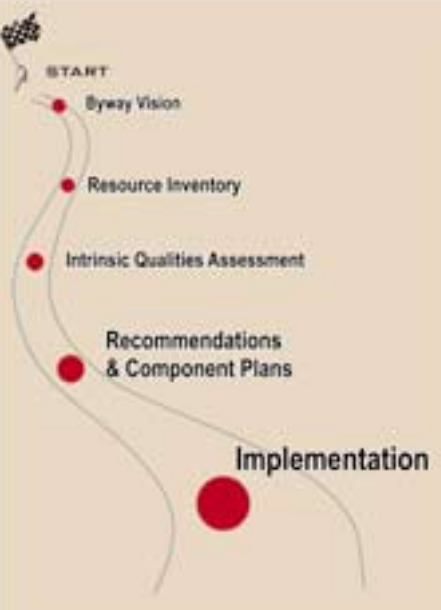 START
Byway Vision
Resource Inventory
Intrinsic Qualities Assessment
Recommendations
& Component Plans
Implementation